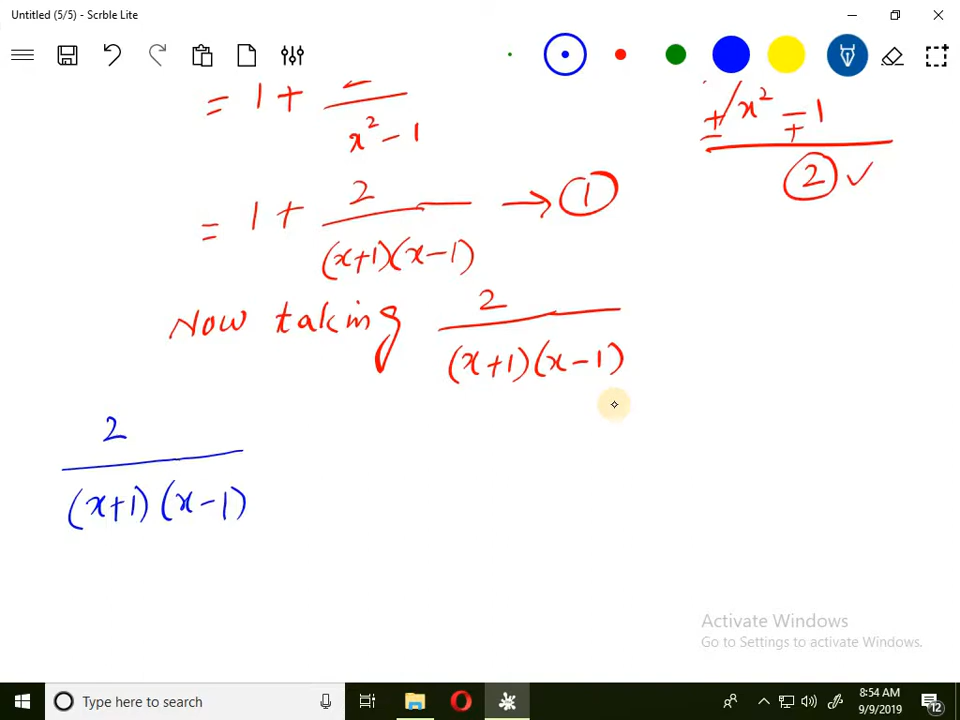 Untitled (5/5) - Scrble Lite
= 1 + 2/(x² - 1)
± x² ∓ 1
2 ✓
= 1 + 2/((x+1)(x-1)) → ①
Now taking 2/((x+1)(x-1))
2/((x+1)(x-1))
Activate Windows
Go to Settings to activate Windows.
Type here to search
8:54 AM
9/9/2019
12